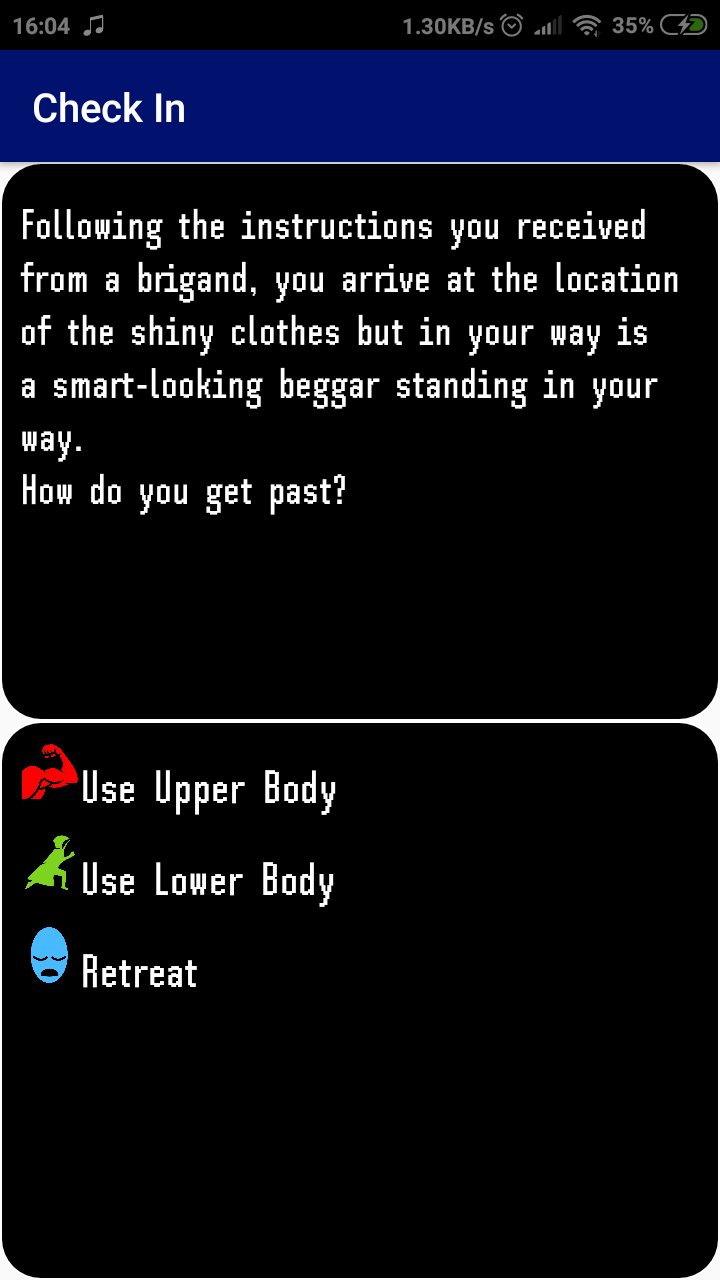 16:04
1.30KB/s
35%
Check In
Following the instructions you received
from a brigand, you arrive at the location
of the shiny clothes but in your way is
a smart-looking beggar standing in your
way.
How do you get past?
Use Upper Body
Use Lower Body
Retreat